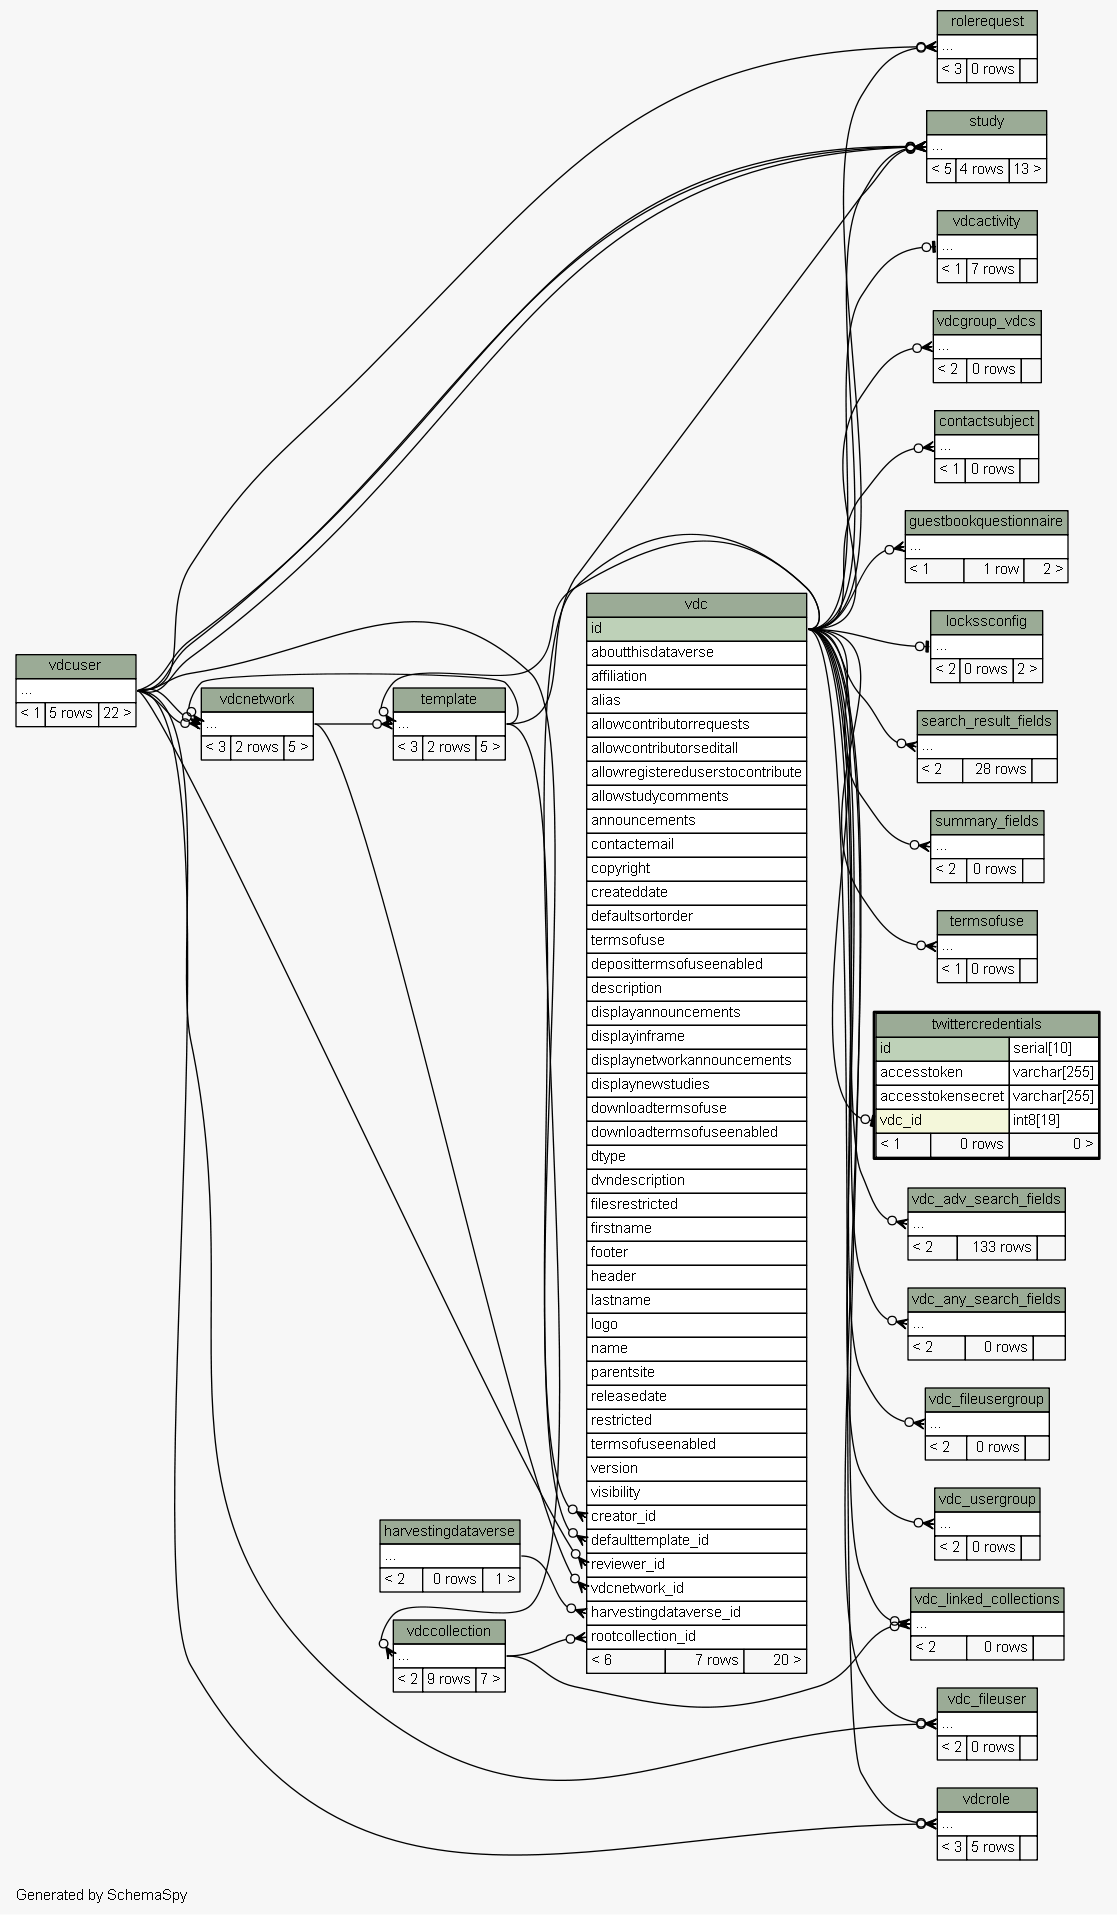 rolerequest
...
< 3 0 rows
study
...
< 5 4 rows 13 >
vdcactivity
...
< 1 7 rows
vdcgroup_vdcs
...
< 2 0 rows
contactsubject
...
< 1 0 rows
guestbookquestionnaire
...
< 1 1 row 2 >
lockssconfig
...
< 2 0 rows 2 >
search_result_fields
...
< 2 28 rows
summary_fields
...
< 2 0 rows
termsofuse
...
< 1 0 rows
twittercredentials
id serial[10]
accesstoken varchar[255]
accesstokensecret varchar[255]
vdc_id int8[19]
< 1 0 rows 0 >
vdc_adv_search_fields
...
< 2 133 rows
vdc_any_search_fields
...
< 2 0 rows
vdc_fileusergroup
...
< 2 0 rows
vdc_usergroup
...
< 2 0 rows
vdc_linked_collections
...
< 2 0 rows
vdc_fileuser
...
< 2 0 rows
vdcrole
...
< 3 5 rows
vdc
id
aboutthisdataverse
affiliation
alias
allowcontributorrequests
allowcontributorseditall
allowregistereduserstocontribute
allowstudycomments
announcements
contactemail
copyright
createddate
defaultsortorder
termsofuse
deposittermsofuseenabled
description
displayannouncements
displayinframe
displaynetworkannouncements
displaynewstudies
downloadtermsofuse
downloadtermsofuseenabled
dtype
dvndescription
filesrestricted
firstname
footer
header
lastname
logo
name
parentsite
releasedate
restricted
termsofuseenabled
version
visibility
creator_id
defaulttemplate_id
reviewer_id
vdcnetwork_id
harvestingdataverse_id
rootcollection_id
< 6 7 rows 20 >
vdcuser
...
< 1 5 rows 22 >
vdcnetwork
...
< 3 2 rows 5 >
template
...
< 3 2 rows 5 >
harvestingdataverse
...
< 2 0 rows 1 >
vdccollection
...
< 2 9 rows 7 >
Generated by SchemaSpy